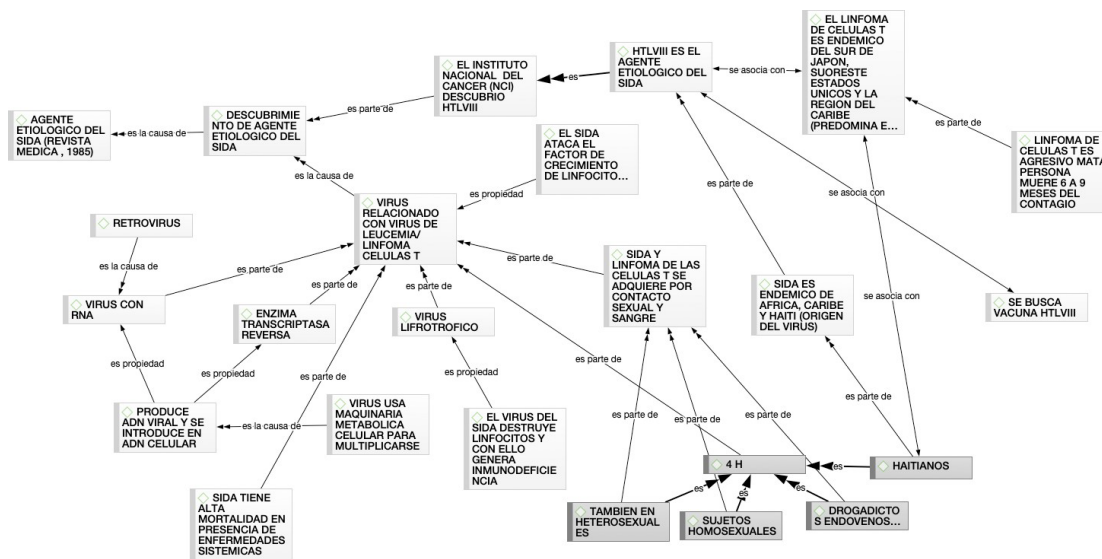 EL LINFOMA
DE CELULAS T
ES ENDEMICO
DEL SUR DE
JAPON,
SUORESTE
ESTADOS
UNICOS Y LA
REGION DEL
CARIBE
(PREDOMINA E...
HTLVIII ES EL
AGENTE
ETIOLOGICO DEL
SIDA
se asocia con
EL INSTITUTO
NACIONAL DEL
CANCER (NCI)
DESCUBRIO
HTLVIII
es
es parte de
DESCUBRIMIE
NTO DE AGENTE
ETIOLOGICO DEL
SIDA
es la causa de
AGENTE
ETIOLOGICO DEL
SIDA (REVISTA
MEDICA , 1985)
EL SIDA
ATACA EL
FACTOR DE
CRECIMIENTO
DE LINFOCITO...
es parte de
LINFOMA DE
CELULAS T ES
AGRESIVO MATA
PERSONA
MUERE 6 A 9
MESES DEL
CONTAGIO
es la causa de
es propiedad
es parte de
se asocia con
VIRUS
RELACIONADO
CON VIRUS DE
LEUCEMIA/
LINFOMA
CELULAS T
RETROVIRUS
es la causa de
es parte de
es parte de
SIDA Y
LINFOMA DE LAS
CELULAS T SE
ADQUIERE POR
CONTACTO
SEXUAL Y
SANGRE
SIDA ES
ENDEMICO DE
AFRICA, CARIBE
Y HAITI (ORIGEN
DEL VIRUS)
se asocia con
SE BUSCA
VACUNA HTLVIII
VIRUS CON
RNA
ENZIMA
TRANSCRIPTASA
REVERSA
es parte de
es parte de
VIRUS
LIFROTROFICO
es propiedad
es propiedad
es parte de
es propiedad
es parte de
es parte de
PRODUCE
ADN VIRAL Y SE
INTRODUCE EN
ADN CELULAR
es la causa de
VIRUS USA
MAQUINARIA
METABOLICA
CELULAR PARA
MULTIPLICARSE
EL VIRUS DEL
SIDA DESTRUYE
LINFOCITOS Y
CON ELLO
GENERA
INMUNODEFICIE
NCIA
es parte de
es parte de
es parte de
4 H
es
HAITIANOS
SIDA TIENE
ALTA
MORTALIDAD EN
PRESENCIA DE
ENFERMEDADES
SISTEMICAS
es
es
es
TAMBIEN EN
HETEROSEXUAL
ES
SUJETOS
HOMOSEXUALES
DROGADICTO
S ENDOVENOS...